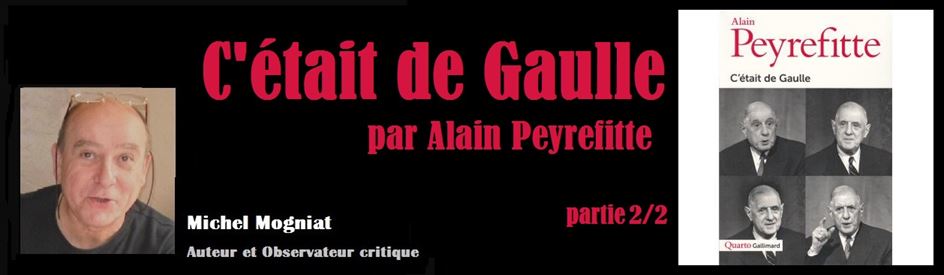 C'était de Gaulle
par Alain Peyrefitte
partie 2/2
Michel Mogniat
Auteur et Observateur critique
Alain
Peyrefitte
C'était de Gaulle
Quarto Gallimard